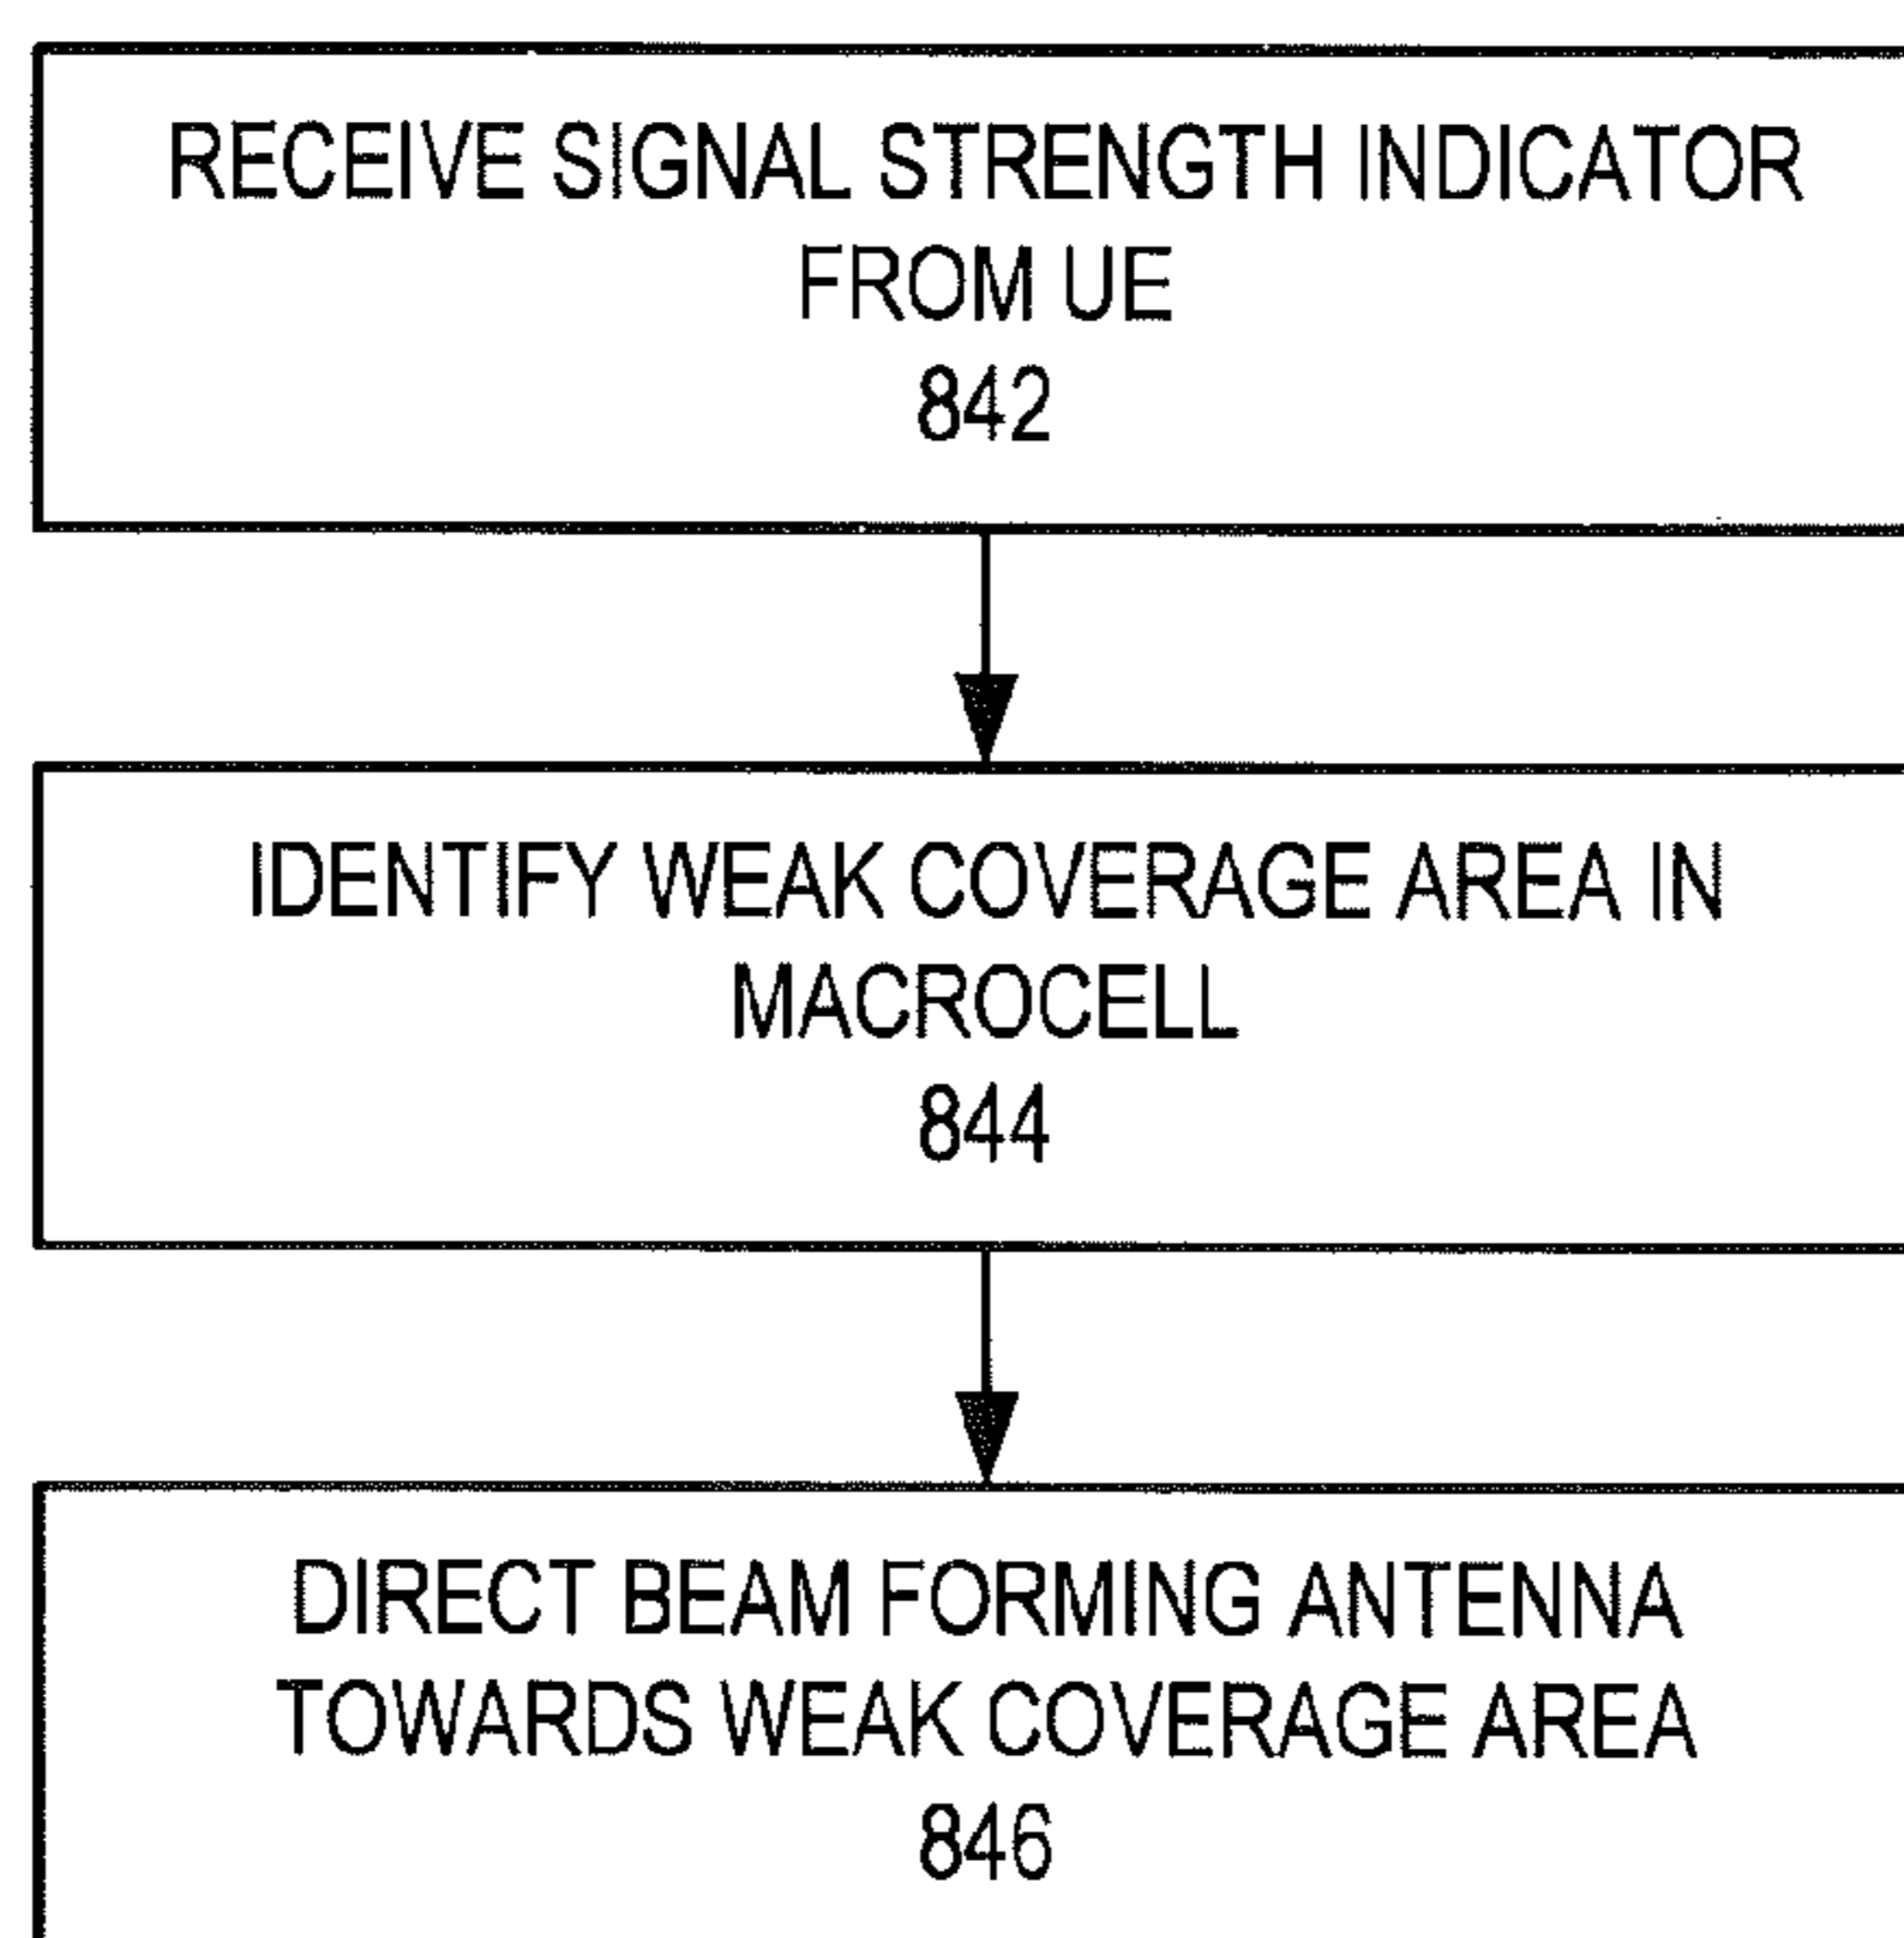 RECEIVE SIGNAL STRENGTH INDICATOR
FROM UE
842
IDENTIFY WEAK COVERAGE AREA IN
MACROCELL
844
DIRECT BEAM FORMING ANTENNA
TOWARDS WEAK COVERAGE AREA
846